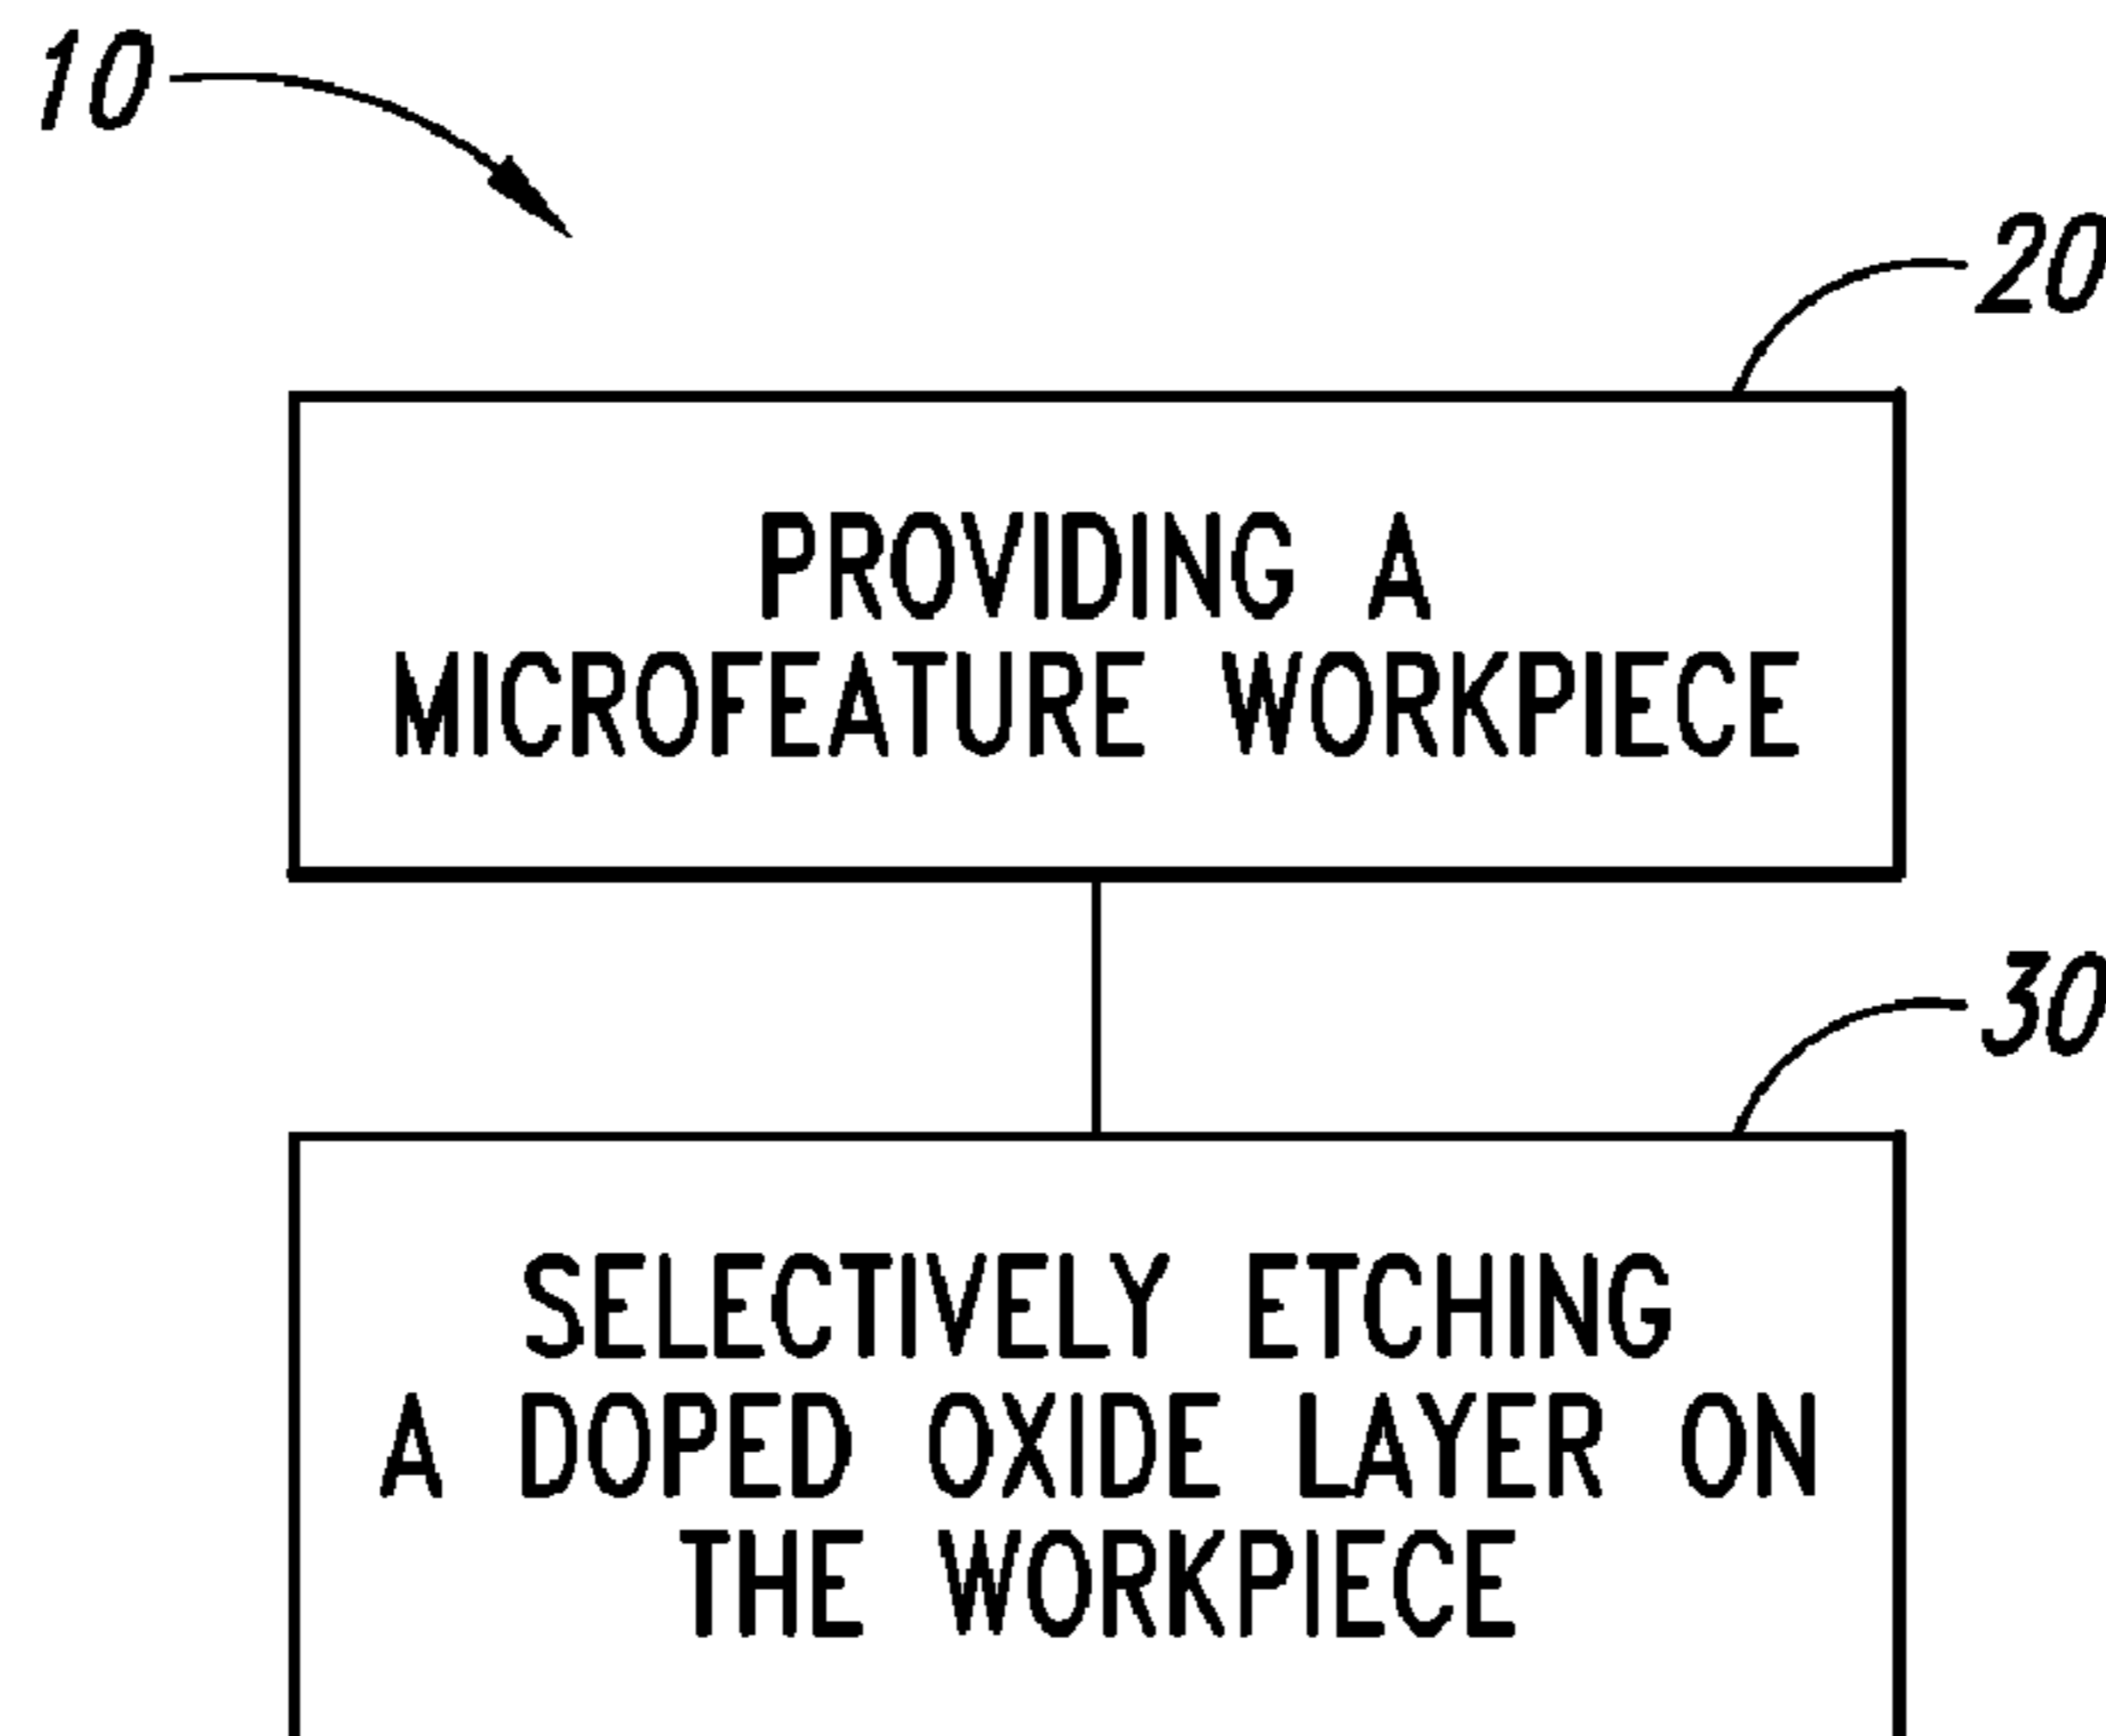 10
20
PROVIDING A
MICROFEATURE WORKPIECE
30
SELECTIVELY ETCHING
A DOPED OXIDE LAYER ON
THE WORKPIECE